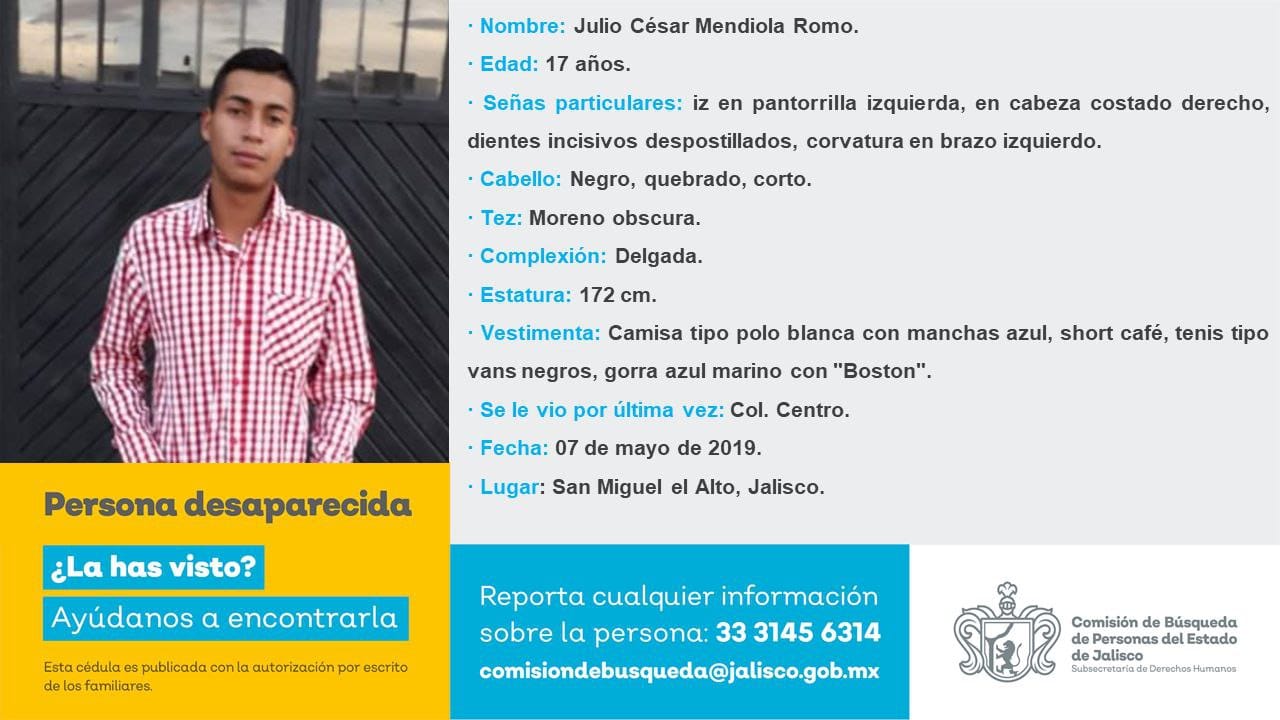 · Nombre: Julio César Mendiola Romo.
· Edad: 17 años.
· Señas particulares: iz en pantorrilla izquierda, en cabeza costado derecho,
dientes incisivos despostillados, corvatura en brazo izquierdo.
· Cabello: Negro, quebrado, corto.
· Tez: Moreno obscura.
· Complexión: Delgada.
· Estatura: 172 cm.
· Vestimenta: Camisa tipo polo blanca con manchas azul, short café, tenis tipo
vans negros, gorra azul marino con "Boston".
· Se le vio por última vez: Col. Centro.
· Fecha: 07 de mayo de 2019.
· Lugar: San Miguel el Alto, Jalisco.
Persona desaparecida
¿La has visto?
Ayúdanos a encontrarla
Esta cédula es publicada con la autorización por escrito
de los familiares.
Reporta cualquier información
sobre la persona: 33 3145 6314
comisiondebusqueda@jalisco.gob.mx
Comisión de Búsqueda
de Personas del Estado
de Jalisco
Subsecretaría de Derechos Humanos